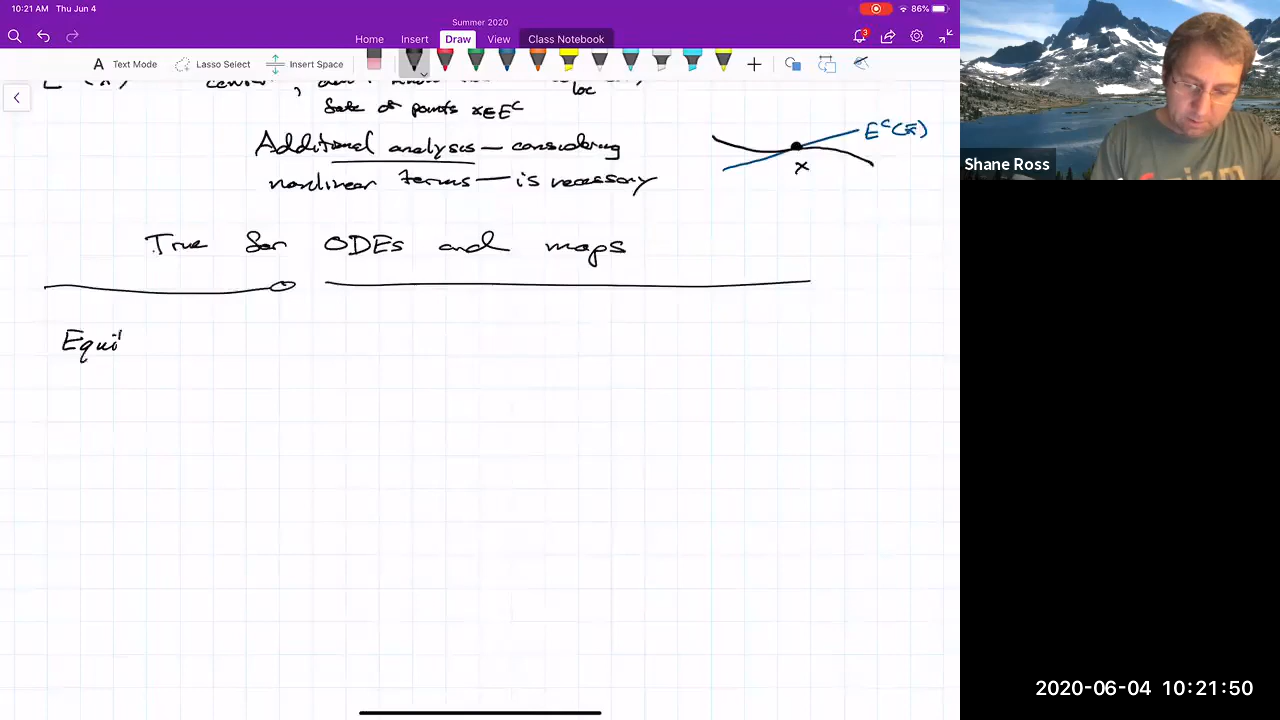 10:21 AM Thu Jun 4
86%
Summer 2020
Home Insert Draw View Class Notebook
3
A Text Mode Lasso Select Insert Space
loc
of points x∈E^c
Additional analysis — considering
nonlinear terms — is necessary
E^c(x̄)
x
True for ODEs and maps
Equi
Shane Ross
2020-06-04 10:21:50